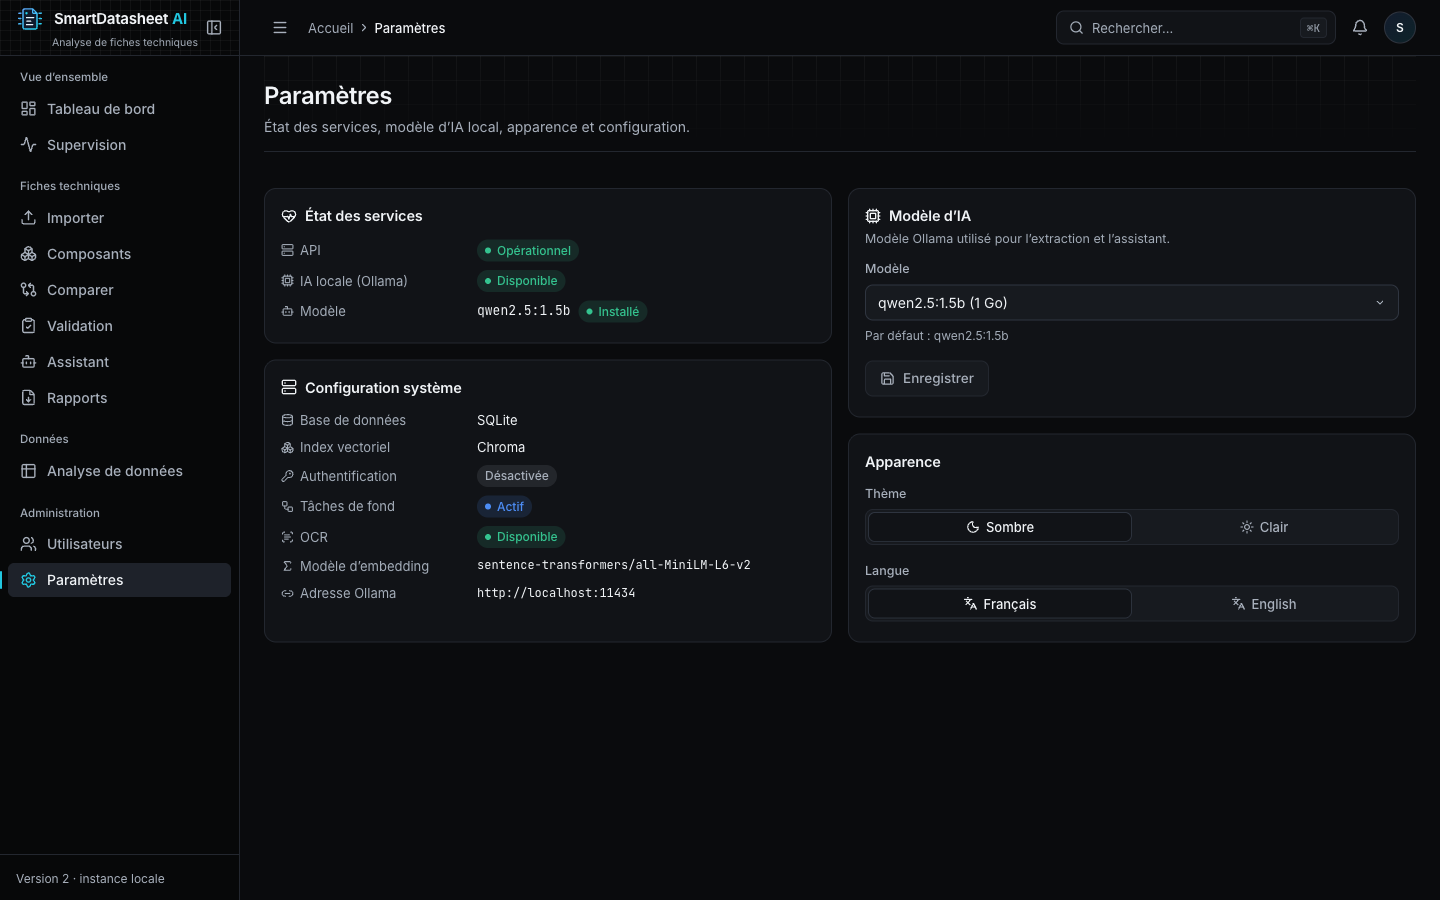 SmartDatasheet AI
Analyse de fiches techniques
Vue d’ensemble
Tableau de bord
Supervision
Fiches techniques
Importer
Composants
Comparer
Validation
Assistant
Rapports
Données
Analyse de données
Administration
Utilisateurs
Paramètres
Version 2 · instance locale
Accueil > Paramètres
Rechercher... ⌘K
S
Paramètres
État des services, modèle d’IA local, apparence et configuration.
État des services
API Opérationnel
IA locale (Ollama) Disponible
Modèle qwen2.5:1.5b Installé
Configuration système
Base de données SQLite
Index vectoriel Chroma
Authentification Désactivée
Tâches de fond Actif
OCR Disponible
Modèle d’embedding sentence-transformers/all-MiniLM-L6-v2
Adresse Ollama http://localhost:11434
Modèle d’IA
Modèle Ollama utilisé pour l’extraction et l’assistant.
Modèle
qwen2.5:1.5b (1 Go)
Par défaut : qwen2.5:1.5b
Enregistrer
Apparence
Thème
Sombre Clair
Langue
Français English